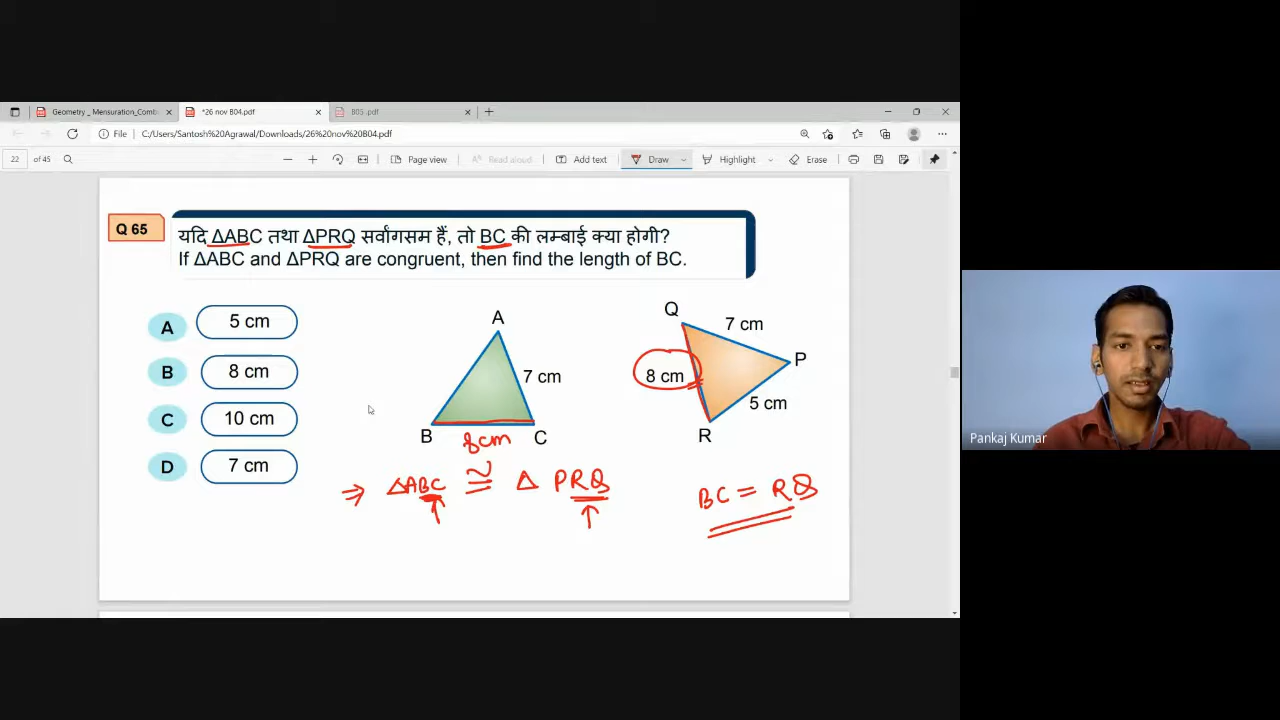 Geometry _ Mensuration_Comb
*26 nov B04.pdf
B05 .pdf
File
C:/Users/Santosh%20Agrawal/Downloads/26%20nov%20B04.pdf
22 of 45
Page view
Read aloud
Add text
Draw
Highlight
Erase
Q 65
यदि ΔABC तथा ΔPRQ सर्वांगसम हैं, तो BC की लम्बाई क्या होगी?
If ΔABC and ΔPRQ are congruent, then find the length of BC.
A 5 cm
B 8 cm
C 10 cm
D 7 cm
A
7 cm
B
C
8cm
Q
7 cm
P
8 cm
5 cm
R
⇒ ΔABC ≅ Δ PRQ
BC = RQ
Pankaj Kumar